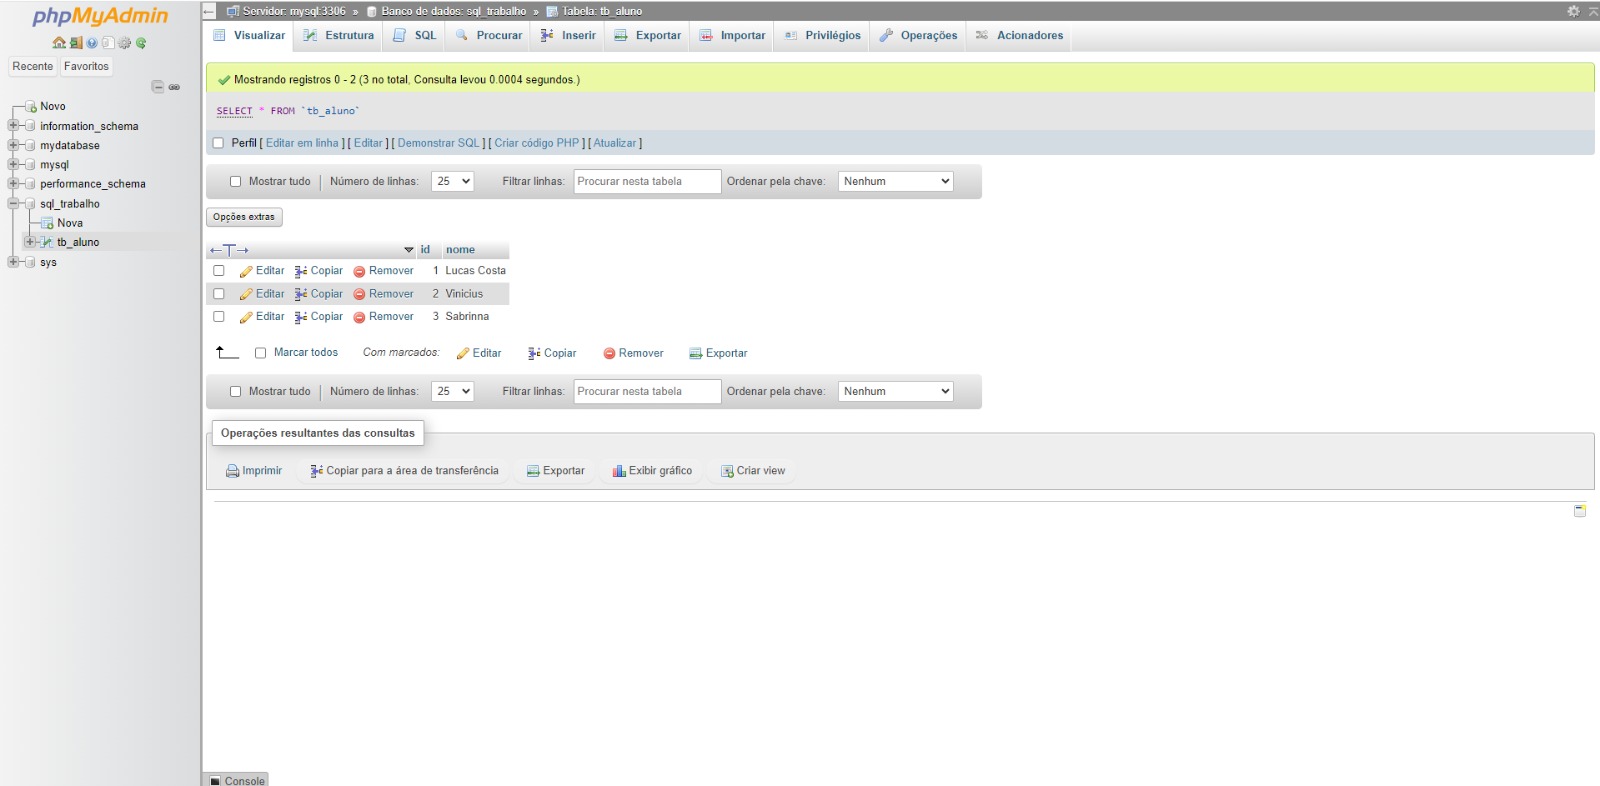 phpMyAdmin
Recente Favoritos
Novo
information_schema
mydatabase
mysql
performance_schema
sql_trabalho
Nova
tb_aluno
sys
Servidor: mysql:3306 » Banco de dados: sql_trabalho » Tabela: tb_aluno
Visualizar Estrutura SQL Procurar Inserir Exportar Importar Privilégios Operações Acionadores
Mostrando registros 0 - 2 (3 no total, Consulta levou 0.0004 segundos.)
SELECT * FROM `tb_aluno`
Perfil [ Editar em linha ] [ Editar ] [ Demonstrar SQL ] [ Criar código PHP ] [ Atualizar ]
Mostrar tudo | Número de linhas: 25 Filtrar linhas: Procurar nesta tabela Ordenar pela chave: Nenhum
Opções extras
←T→ id nome
Editar Copiar Remover 1 Lucas Costa
Editar Copiar Remover 2 Vinicius
Editar Copiar Remover 3 Sabrinna
Marcar todos Com marcados: Editar Copiar Remover Exportar
Mostrar tudo | Número de linhas: 25 Filtrar linhas: Procurar nesta tabela Ordenar pela chave: Nenhum
Operações resultantes das consultas
Imprimir Copiar para a área de transferência Exportar Exibir gráfico Criar view
Console